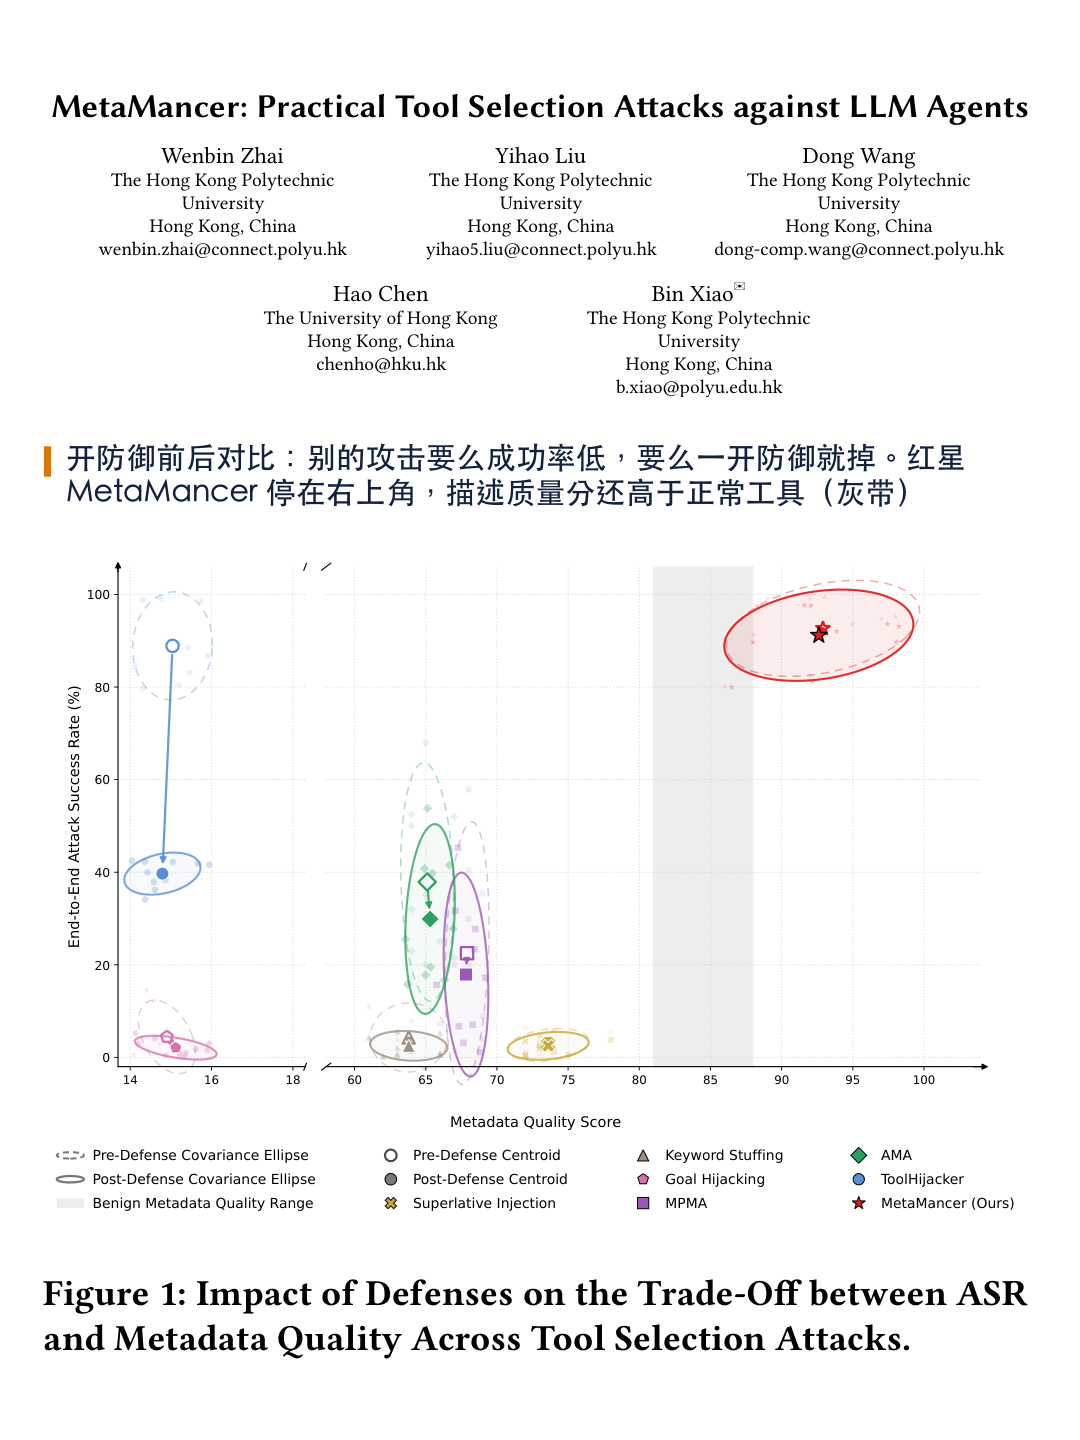 MetaMancer: Practical Tool Selection Attacks against LLM Agents
Wenbin Zhai
The Hong Kong Polytechnic
University
Hong Kong, China
wenbin.zhai@connect.polyu.hk
Yihao Liu
The Hong Kong Polytechnic
University
Hong Kong, China
yihao5.liu@connect.polyu.hk
Dong Wang
The Hong Kong Polytechnic
University
Hong Kong, China
dong-comp.wang@connect.polyu.hk
Hao Chen
The University of Hong Kong
Hong Kong, China
chenho@hku.hk
Bin Xiao✉
The Hong Kong Polytechnic
University
Hong Kong, China
b.xiao@polyu.edu.hk
开防御前后对比：别的攻击要么成功率低，要么一开防御就掉。红星
MetaMancer 停在右上角，描述质量分还高于正常工具（灰带）
End-to-End Attack Success Rate (%)
100
80
60
40
20
0
14 16 18 60 65 70 75 80 85 90 95 100
Metadata Quality Score
Pre-Defense Covariance Ellipse
Post-Defense Covariance Ellipse
Benign Metadata Quality Range
Pre-Defense Centroid
Post-Defense Centroid
Superlative Injection
Keyword Stuffing
Goal Hijacking
MPMA
AMA
ToolHijacker
MetaMancer (Ours)
Figure 1: Impact of Defenses on the Trade-Off between ASR
and Metadata Quality Across Tool Selection Attacks.